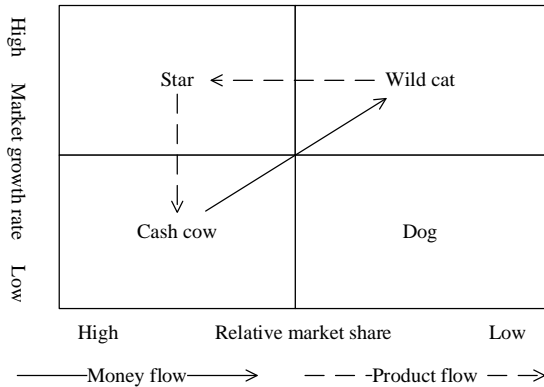 High Market growth rate Low
Star
Wild cat
Cash cow
Dog
High
Relative market share
Low
Money flow
Product flow